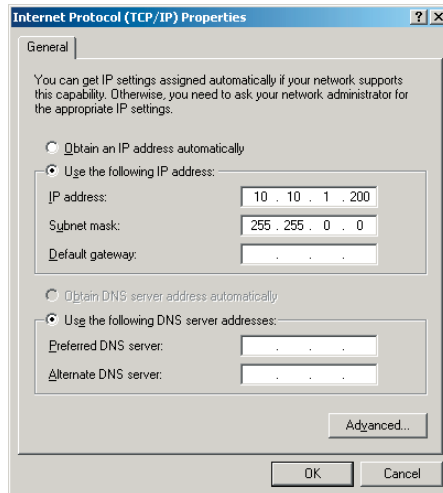 Internet Protocol (TCP/IP) Properties
General
You can get IP settings assigned automatically if your network supports
this capability. Otherwise, you need to ask your network administrator for
the appropriate IP settings.
Obtain an IP address automatically
Use the following IP address:
IP address: 10 . 10 . 1 . 200
Subnet mask: 255 . 255 . 0 . 0
Default gateway: . . .
Obtain DNS server address automatically
Use the following DNS server addresses:
Preferred DNS server: . . .
Alternate DNS server: . . .
Advanced...
OK Cancel